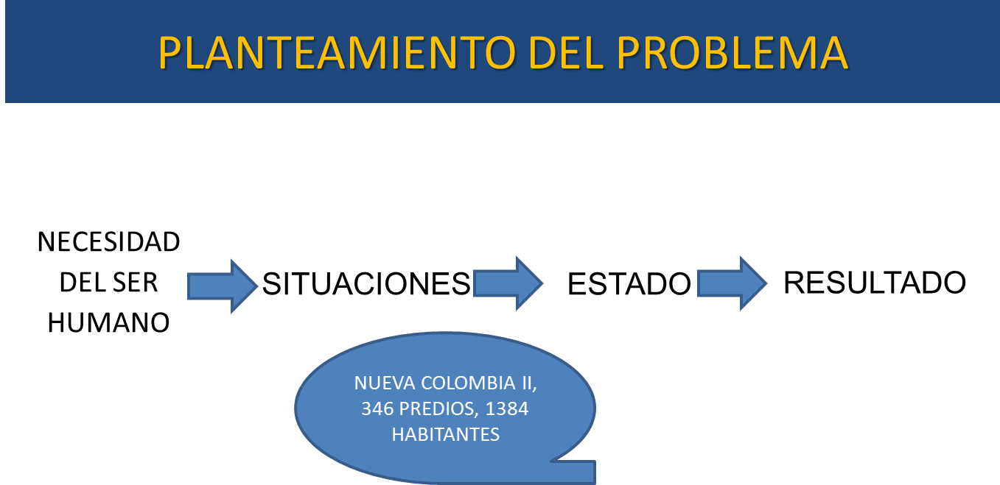 PLANTEAMIENTO DEL PROBLEMA
NECESIDAD
DEL SER
HUMANO
SITUACIONES
ESTADO
RESULTADO
NUEVA COLOMBIA II,
346 PREDIOS, 1384
HABITANTES